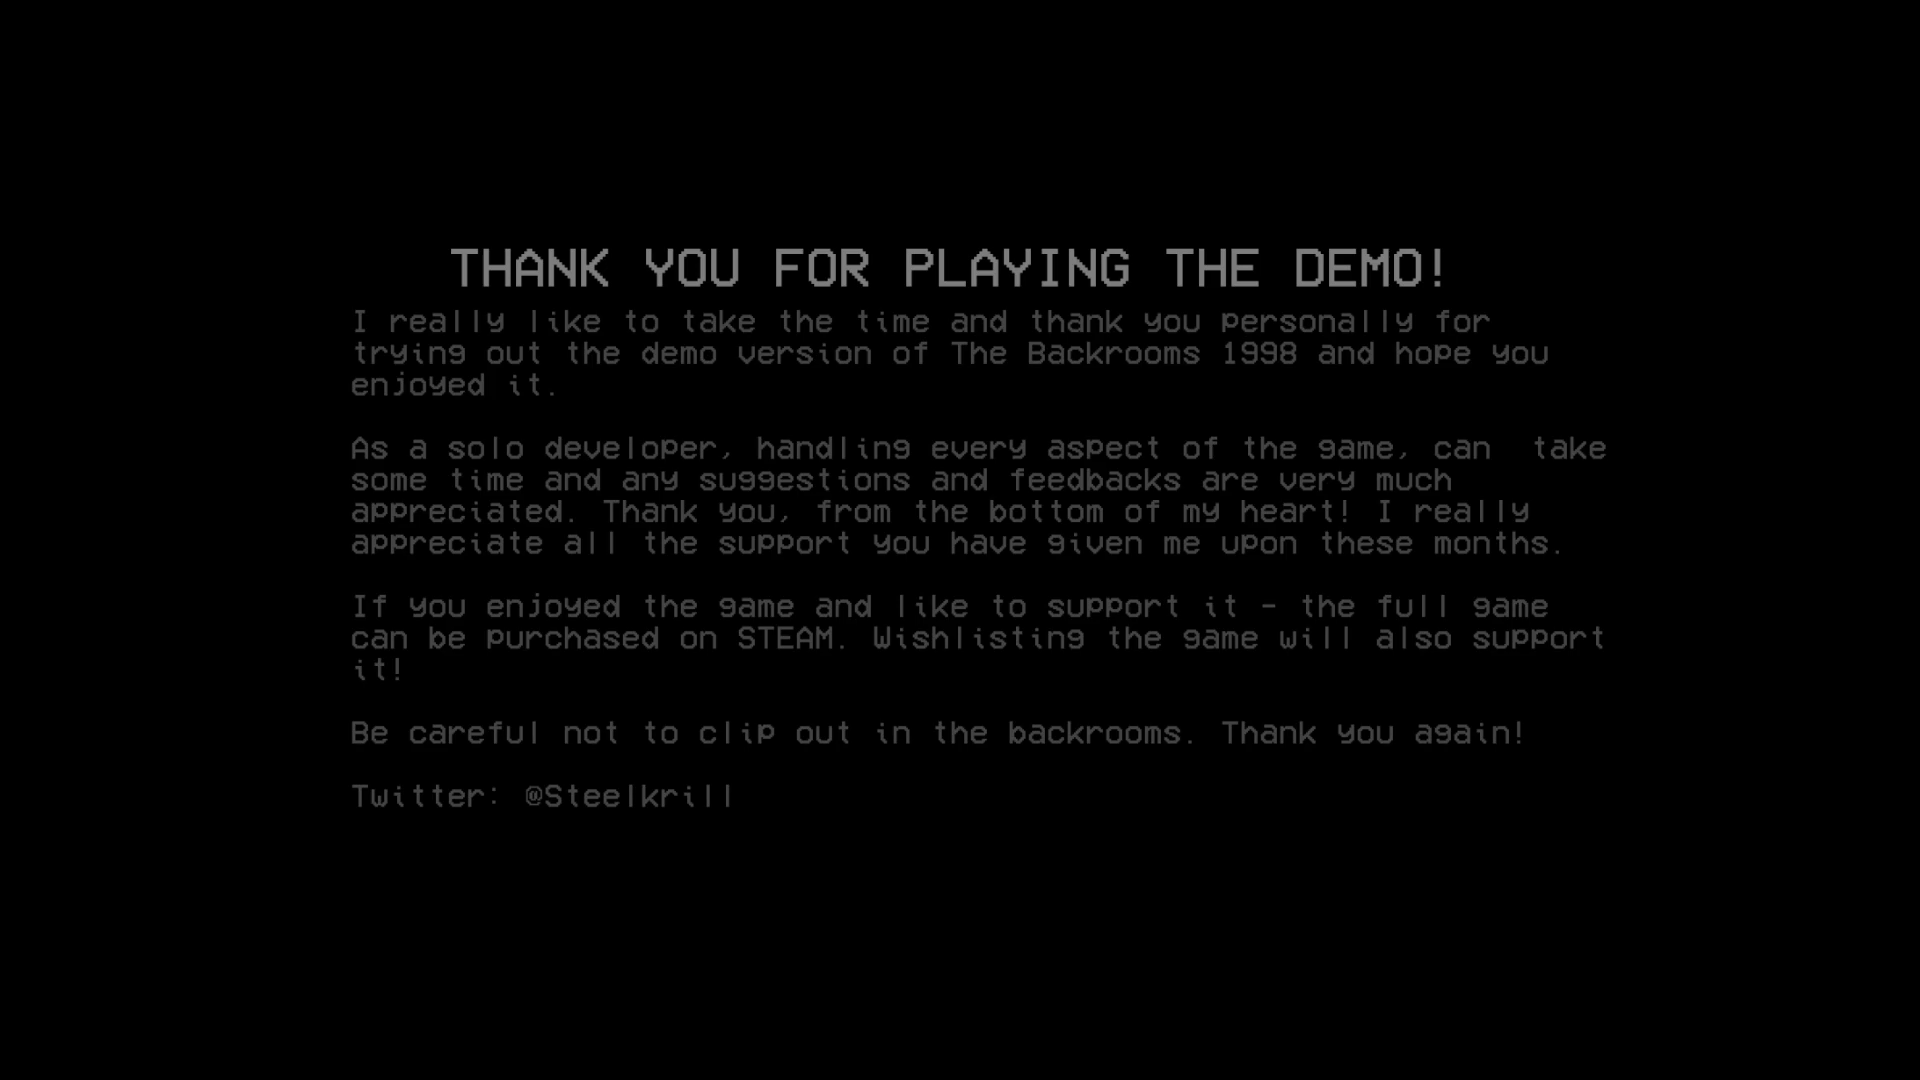 THANK YOU FOR PLAYING THE DEMO!
I really like to take the time and thank you personally for
trying out the demo version of The Backrooms 1998 and hope you
enjoyed it.
As a solo developer, handling every aspect of the game, can  take
some time and any suggestions and feedbacks are very much
appreciated. Thank you, from the bottom of my heart! I really
appreciate all the support you have given me upon these months.
If you enjoyed the game and like to support it - the full game
can be purchased on STEAM. Wishlisting the game will also support
it!
Be careful not to clip out in the backrooms. Thank you again!
Twitter: @Steelkrill